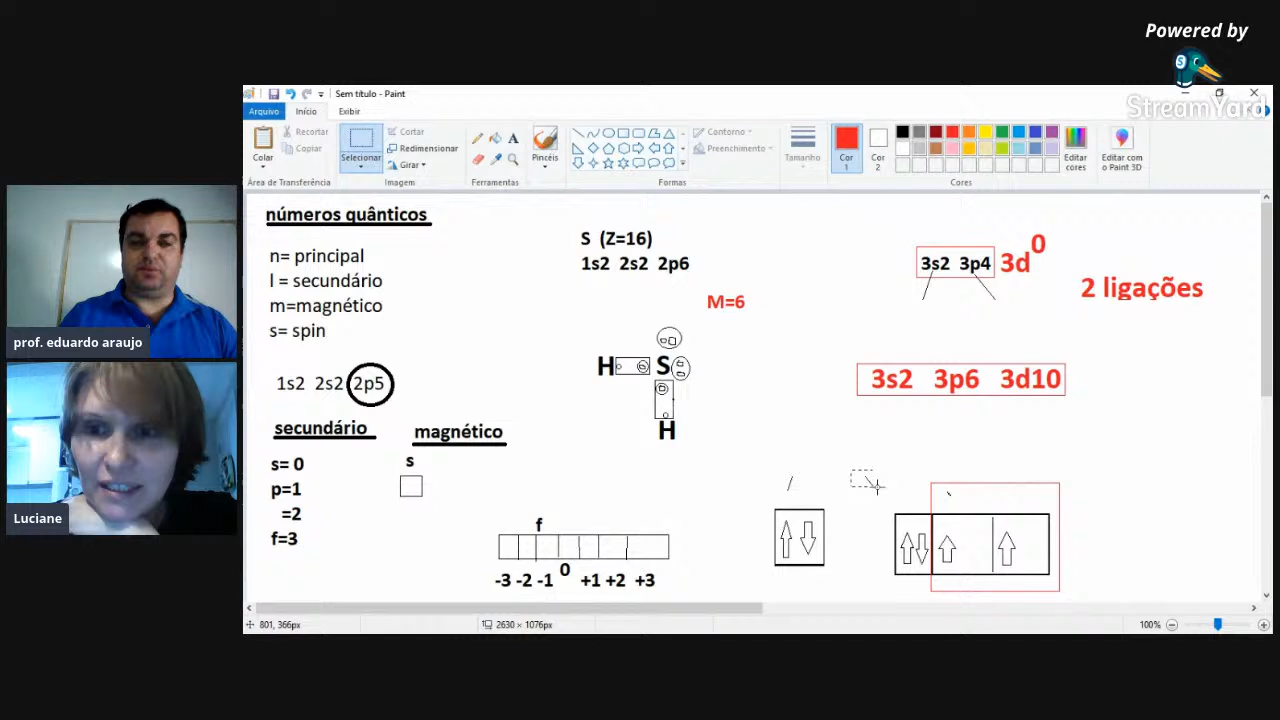 Powered by
StreamYard
Sem título - Paint
Arquivo Início Exibir
Colar
Recortar
Copiar
Área de Transferência
Selecionar
Cortar
Redimensionar
Girar
Imagem
Ferramentas
Pincéis
Contorno
Preenchimento
Formas
Tamanho
Cor 1
Cor 2
Editar cores
Cores
Editar com o Paint 3D
números quânticos
n= principal
l = secundário
m=magnético
s= spin
1s2 2s2 2p5
secundário
s= 0
p=1
=2
f=3
magnético
s
f
-3 -2 -1 0 +1 +2 +3
S (Z=16)
1s2 2s2 2p6
M=6
H S
H
3s2 3p4 3d0
2 ligações
3s2 3p6 3d10
prof. eduardo araujo
Luciane
801, 366px
2630 × 1076px
100%